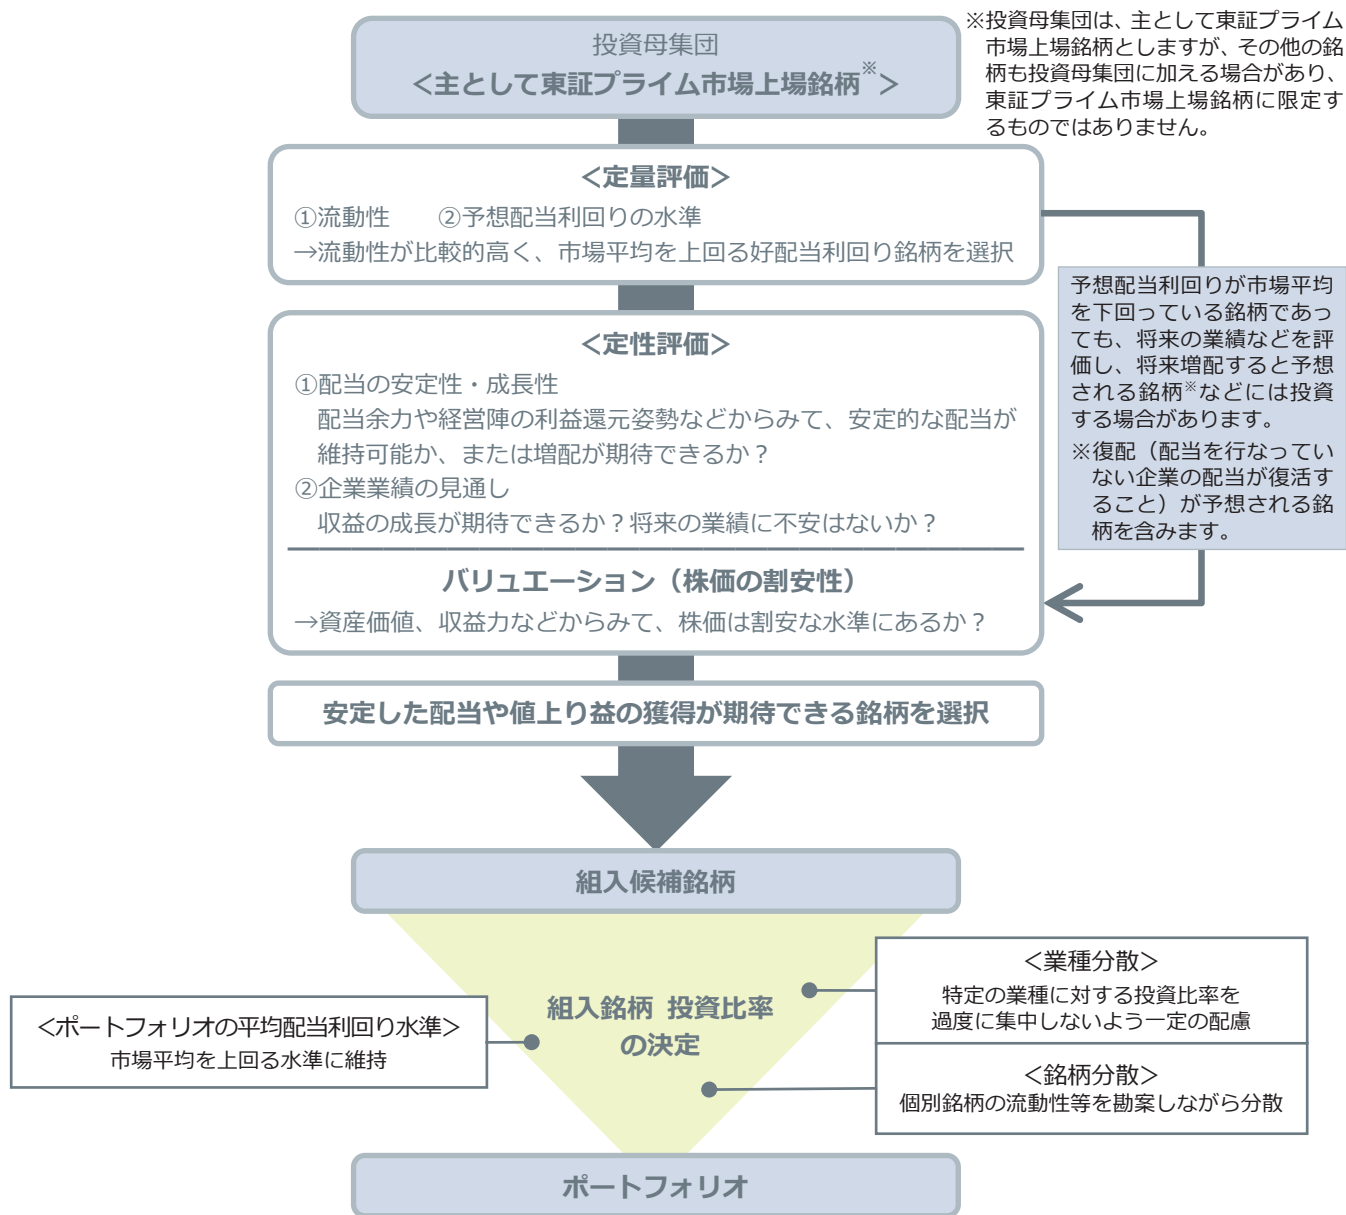 投資母集団
＜主として東証プライム市場上場銘柄※＞
※投資母集団は、主として東証プライム
市場上場銘柄としますが、その他の銘
柄も投資母集団に加える場合があり、
東証プライム市場上場銘柄に限定す
るものではありません。
＜定量評価＞
①流動性　　②予想配当利回りの水準
→流動性が比較的高く、市場平均を上回る好配当利回り銘柄を選択
予想配当利回りが市場平均
を下回っている銘柄であっ
ても、将来の業績などを評
価し、将来増配すると予想
される銘柄※などには投資
する場合があります。
※復配（配当を行なってい
ない企業の配当が復活す
ること）が予想される銘
柄を含みます。
＜定性評価＞
①配当の安定性・成長性
配当余力や経営陣の利益還元姿勢などからみて、安定的な配当が
維持可能か、または増配が期待できるか？
②企業業績の見通し
収益の成長が期待できるか？将来の業績に不安はないか？
バリュエーション（株価の割安性）
→資産価値、収益力などからみて、株価は割安な水準にあるか？
安定した配当や値上り益の獲得が期待できる銘柄を選択
組入候補銘柄
組入銘柄 投資比率
の決定
＜ポートフォリオの平均配当利回り水準＞
市場平均を上回る水準に維持
＜業種分散＞
特定の業種に対する投資比率を
過度に集中しないよう一定の配慮
＜銘柄分散＞
個別銘柄の流動性等を勘案しながら分散
ポートフォリオ